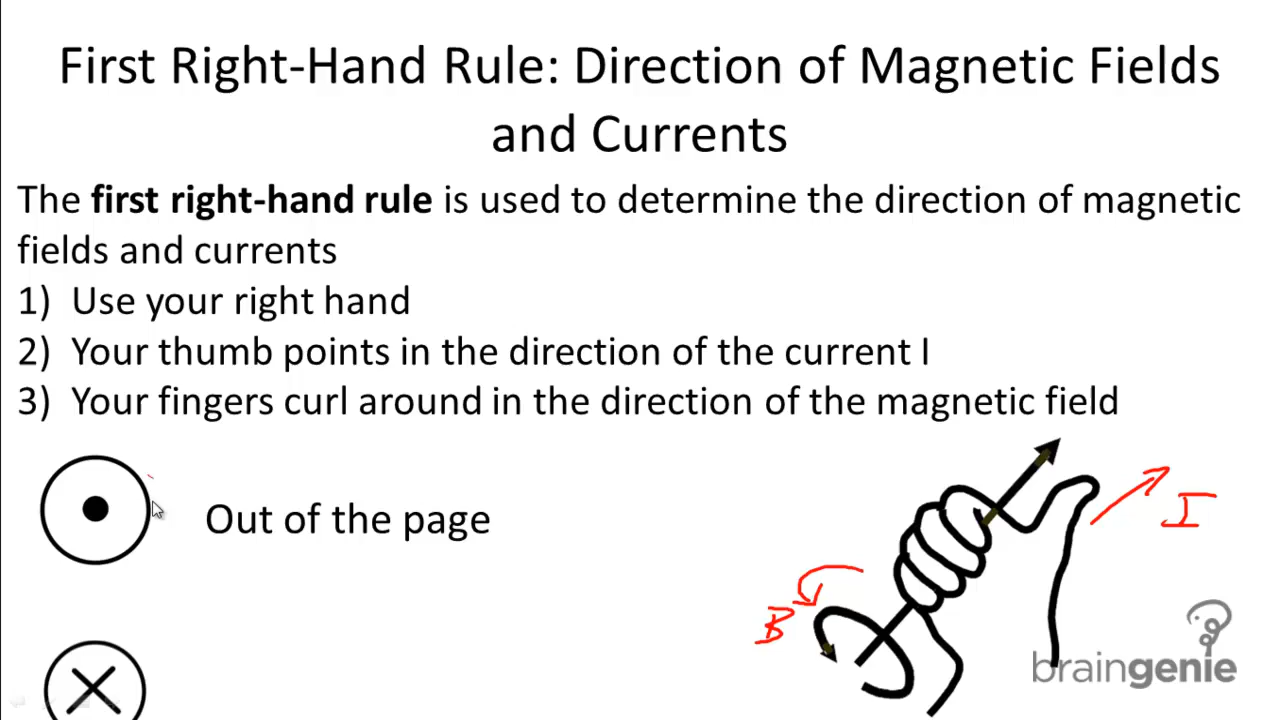 First Right-Hand Rule: Direction of Magnetic Fields
and Currents
The first right-hand rule is used to determine the direction of magnetic
fields and currents
1) Use your right hand
2) Your thumb points in the direction of the current I
3) Your fingers curl around in the direction of the magnetic field
Out of the page
I
B
braingenie